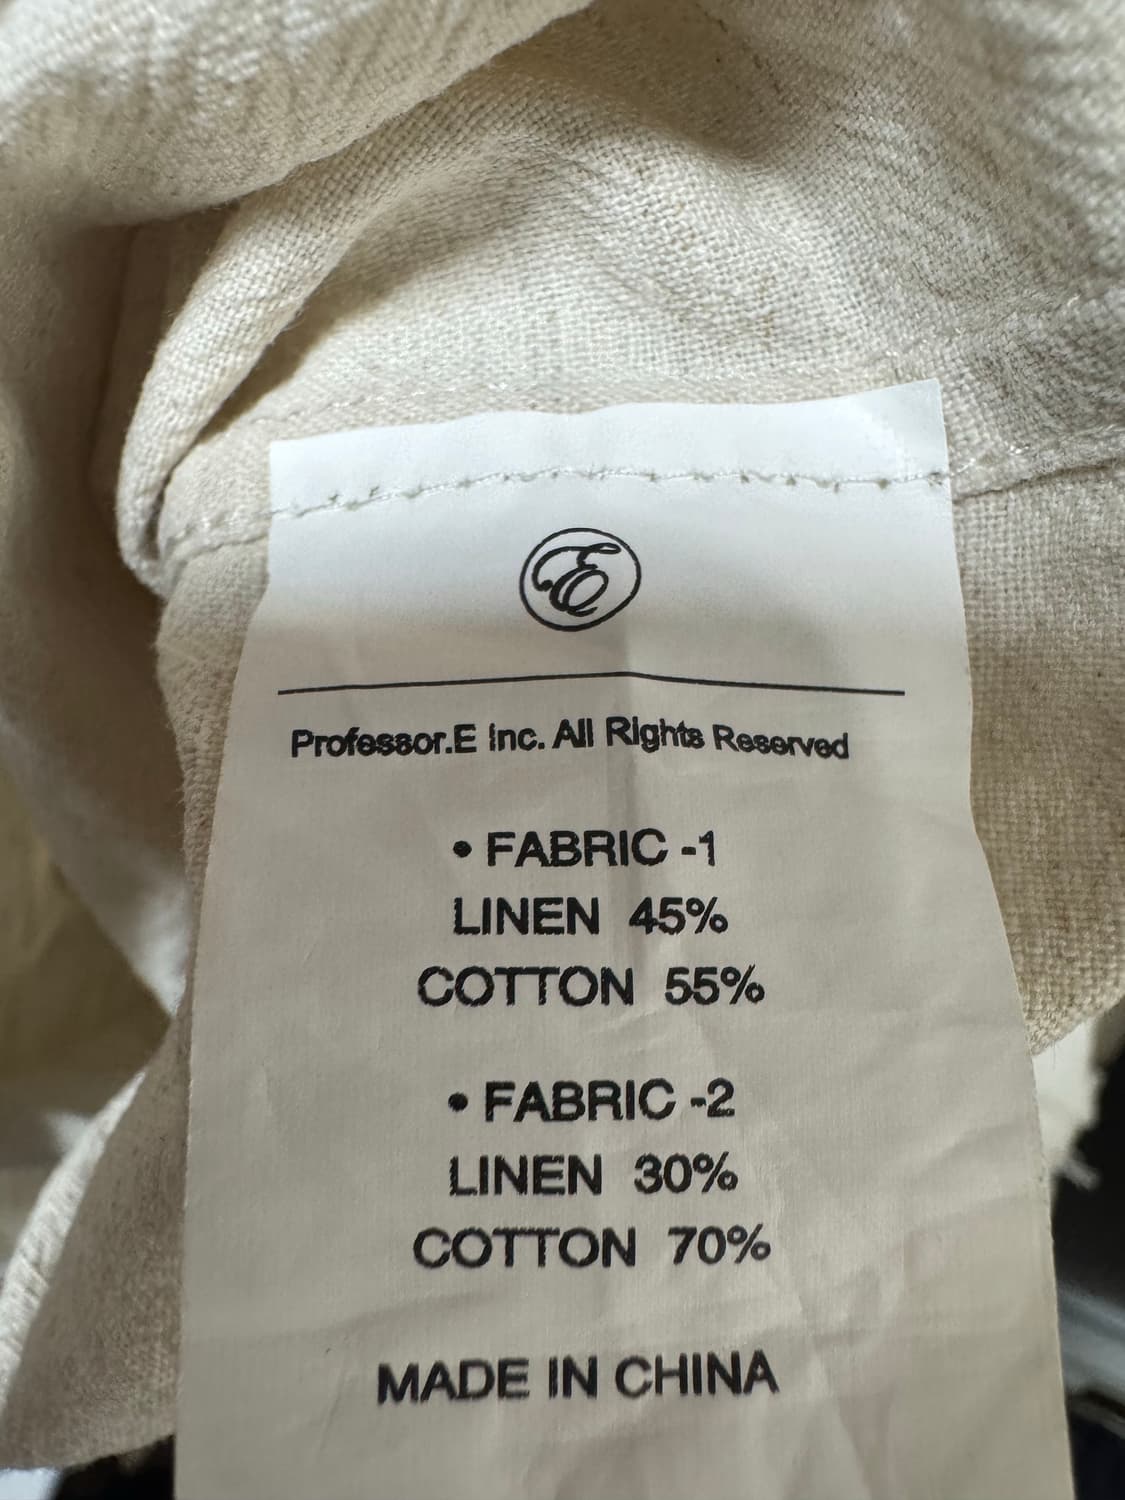 E
Professor.E Inc. All Rights Reserved
• FABRIC -1
LINEN 45%
COTTON 55%
• FABRIC -2
LINEN 30%
COTTON 70%
MADE IN CHINA